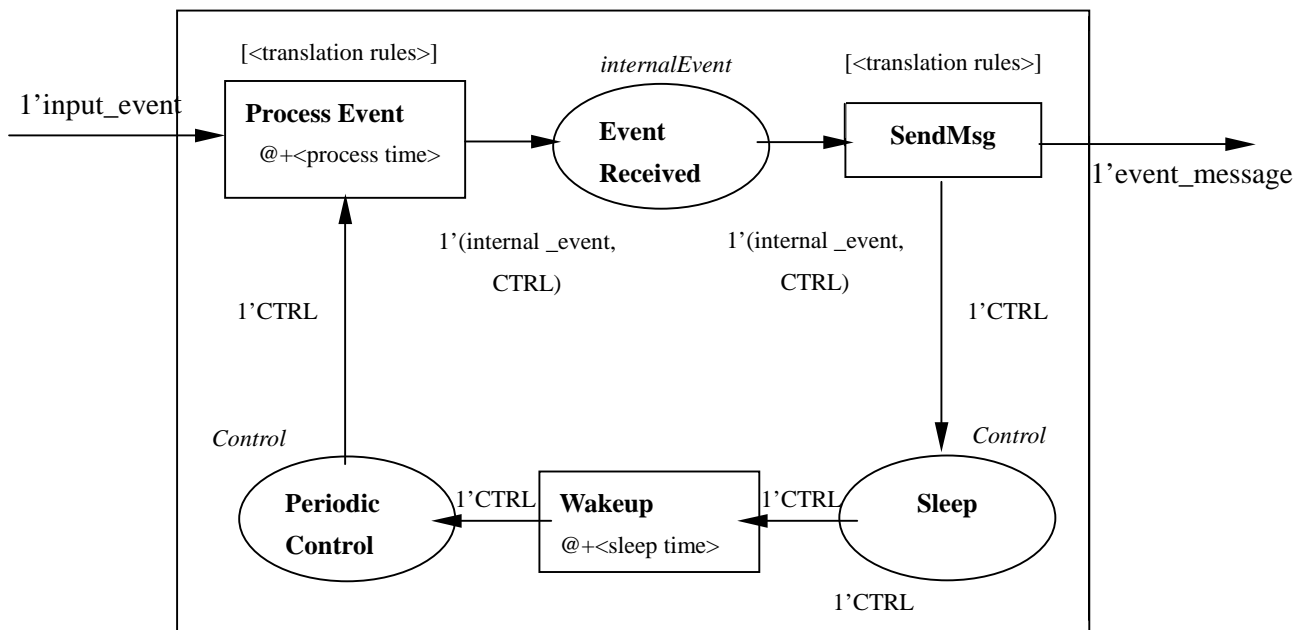 [<translation rules>]
internalEvent
[<translation rules>]
1’input_event
Process Event
@+<process time>
Event
Received
SendMsg
1’event_message
1’(internal _event,
CTRL)
1’(internal _event,
CTRL)
1’CTRL
1’CTRL
Control
Control
Periodic
Control
1’CTRL
Wakeup
@+<sleep time>
1’CTRL
Sleep
1’CTRL